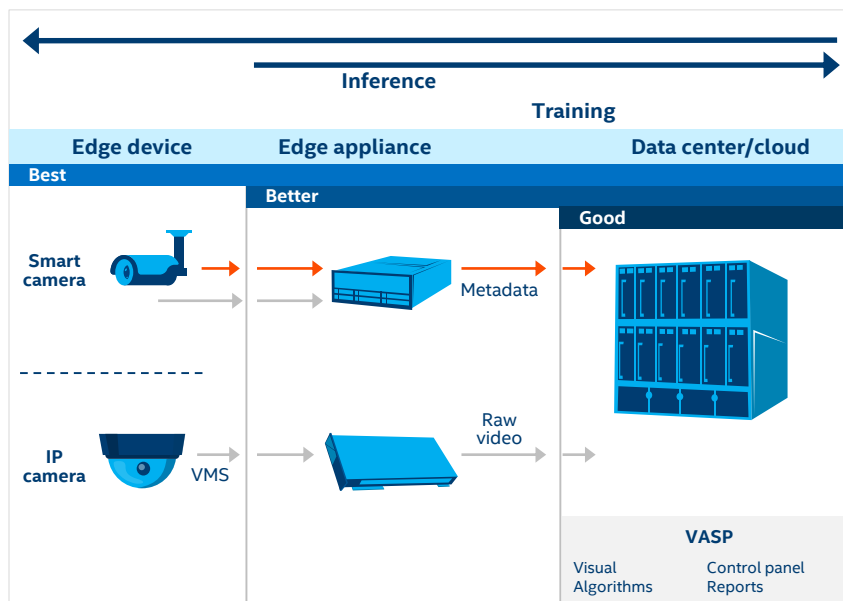 Inference
Training
Edge device
Edge appliance
Data center/cloud
Best
Better
Good
Smart
camera
Metadata
IP
camera
VMS
Raw
video
VASP
Visual
Algorithms
Control panel
Reports